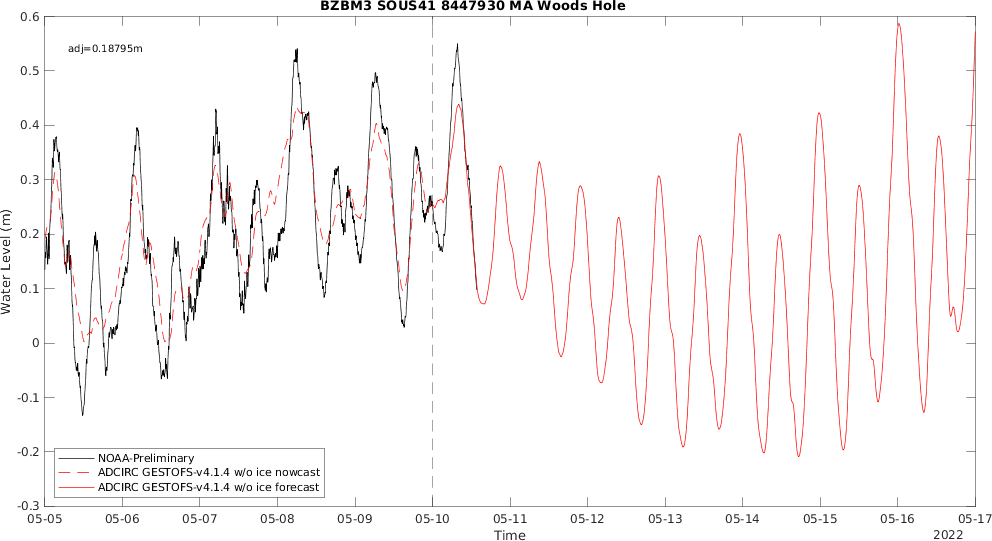 BZBM3 SOUS41 8447930 MA Woods Hole
adj=0.18795m
0.6
0.5
0.4
0.3
0.2
0.1
0
-0.1
-0.2
-0.3
Water Level (m)
NOAA-Preliminary
ADCIRC GESTOFS-v4.1.4 w/o ice nowcast
ADCIRC GESTOFS-v4.1.4 w/o ice forecast
05-05 05-06 05-07 05-08 05-09 05-10 05-11 05-12 05-13 05-14 05-15 05-16 05-17
Time
2022